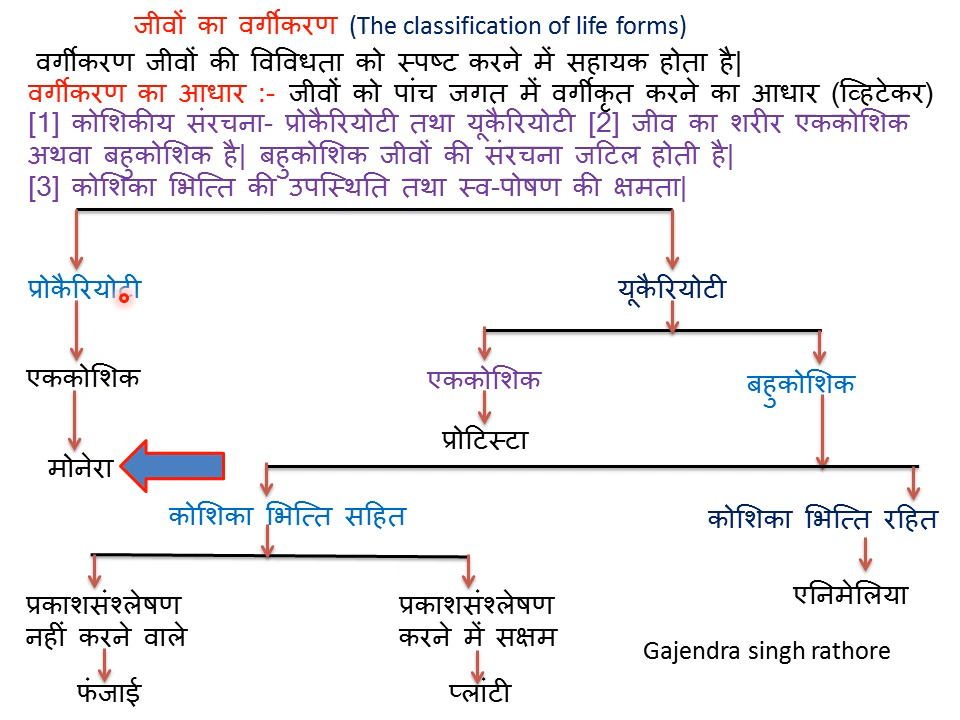 जीवों का वर्गीकरण (The classification of life forms)
वर्गीकरण जीवों की विविधता को स्पष्ट करने में सहायक होता है|
वर्गीकरण का आधार :- जीवों को पांच जगत में वर्गीकृत करने का आधार (व्हिटेकर)
[1] कोशिकीय संरचना- प्रोकैरियोटी तथा यूकैरियोटी [2] जीव का शरीर एककोशिक
अथवा बहुकोशिक है| बहुकोशिक जीवों की संरचना जटिल होती है|
[3] कोशिका भित्ति की उपस्थिति तथा स्व-पोषण की क्षमता|
प्रोकैरियोटी
यूकैरियोटी
एककोशिक
एककोशिक
बहुकोशिक
प्रोटिस्टा
मोनेरा
कोशिका भित्ति सहित
कोशिका भित्ति रहित
प्रकाशसंश्लेषण
नहीं करने वाले
प्रकाशसंश्लेषण
करने में सक्षम
एनिमेलिया
Gajendra singh rathore
फंजाई
प्लांटी